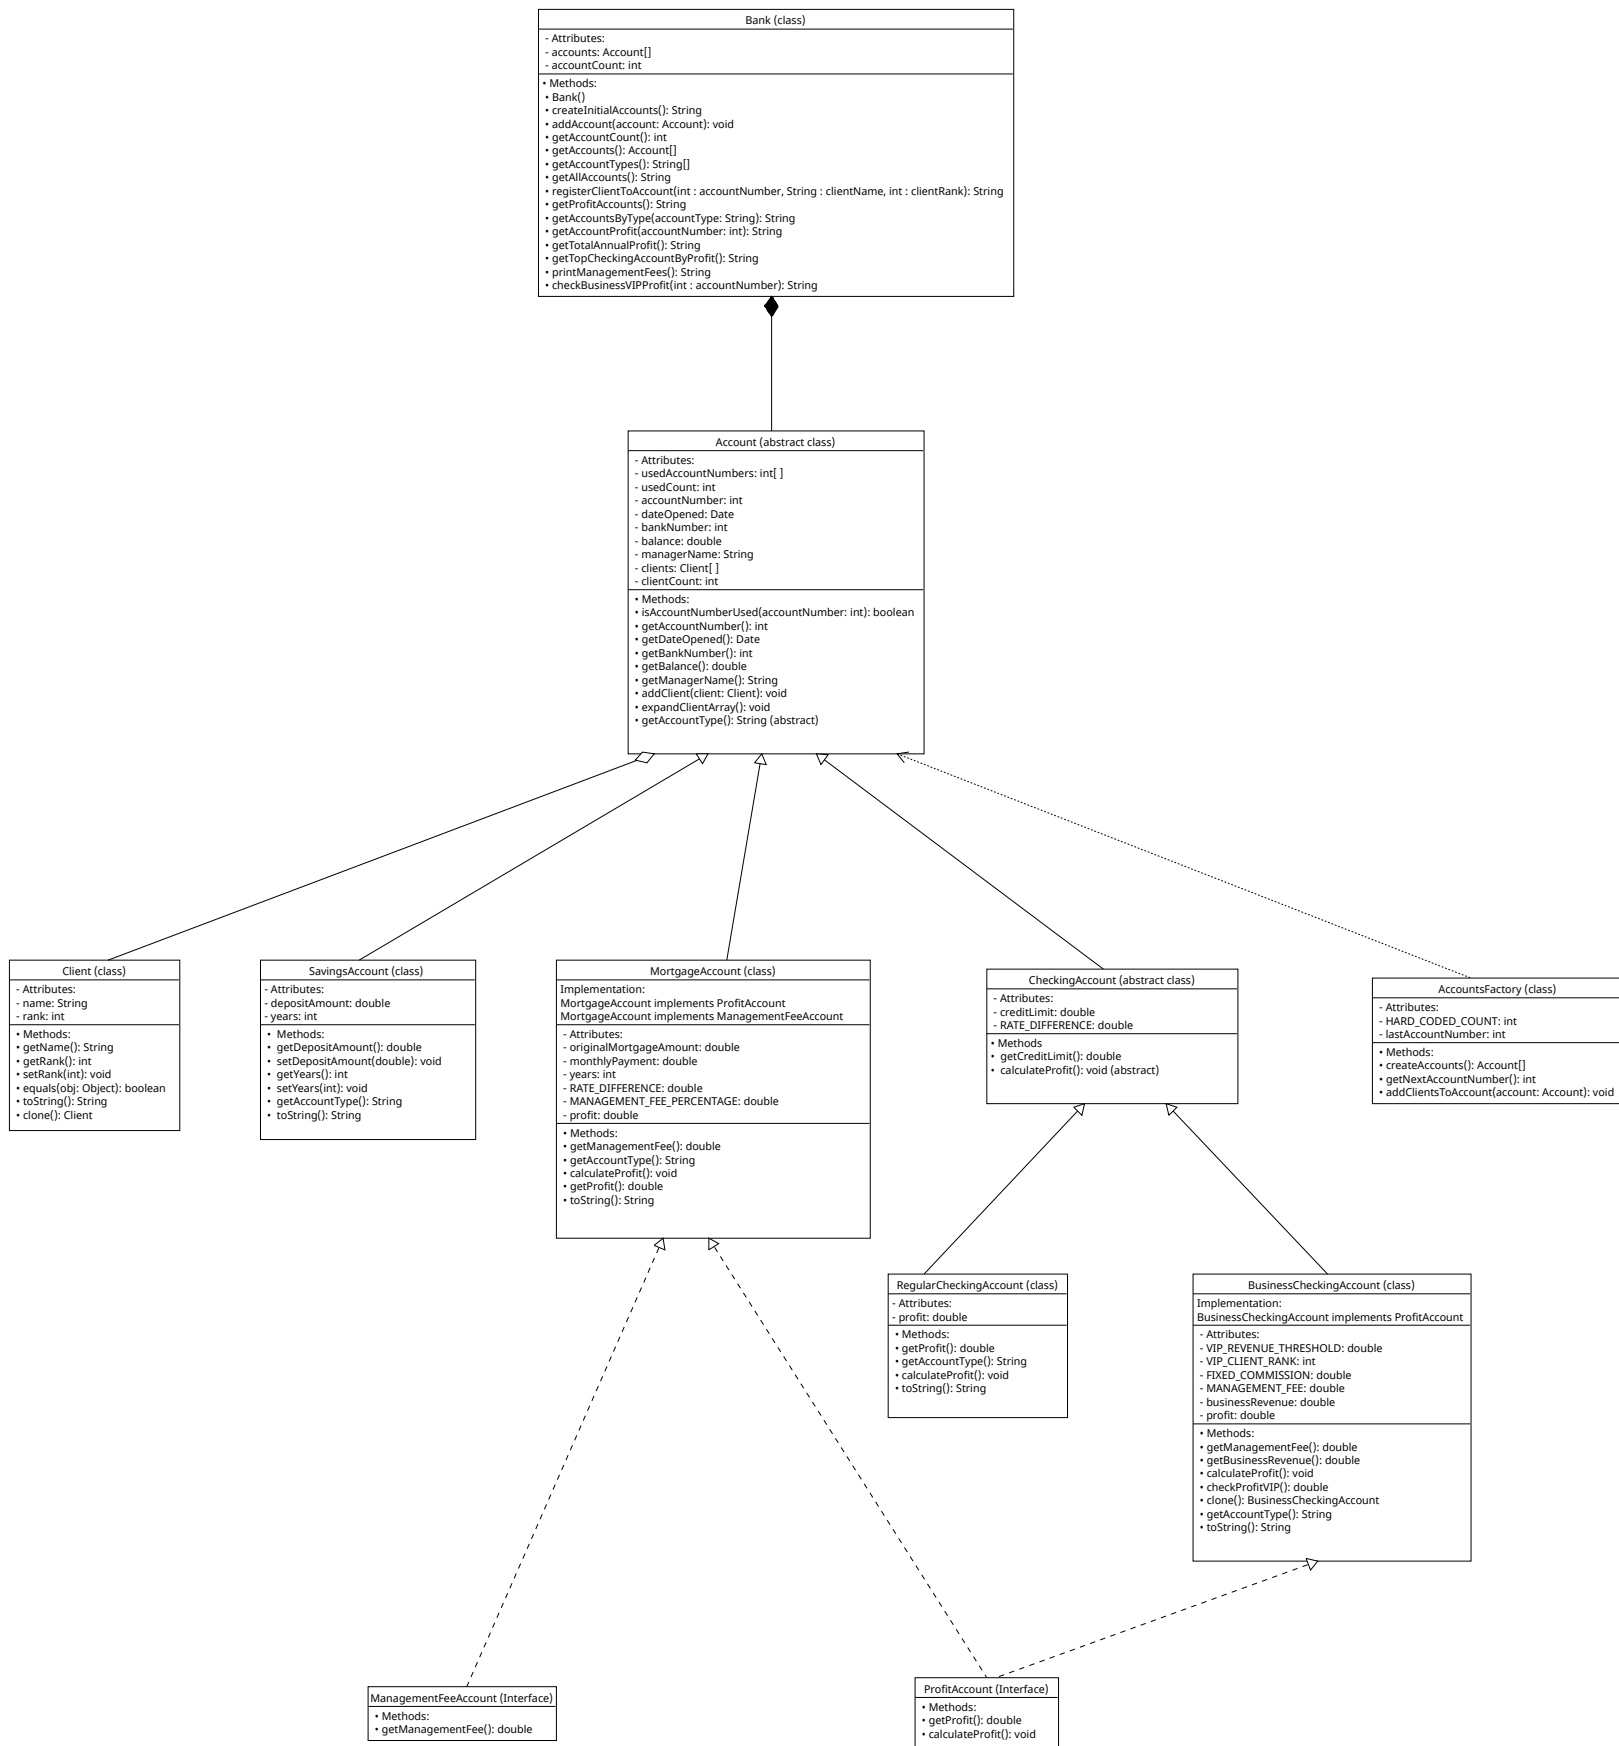 Bank (class)
- Attributes:
- accounts: Account[]
- accountCount: int
• Methods:
• Bank()
• createInitialAccounts(): String
• addAccount(account: Account): void
• getAccountCount(): int
• getAccounts(): Account[]
• getAccountTypes(): String[]
• getAllAccounts(): String
• registerClientToAccount(int : accountNumber, String : clientName, int : clientRank): String
• getProfitAccounts(): String
• getAccountsByType(accountType: String): String
• getAccountProfit(accountNumber: int): String
• getTotalAnnualProfit(): String
• getTopCheckingAccountByProfit(): String
• printManagementFees(): String
• checkBusinessVIPProfit(int : accountNumber): String
Account (abstract class)
- Attributes:
- usedAccountNumbers: int[ ]
- usedCount: int
- accountNumber: int
- dateOpened: Date
- bankNumber: int
- balance: double
- managerName: String
- clients: Client[ ]
- clientCount: int
• Methods:
• isAccountNumberUsed(accountNumber: int): boolean
• getAccountNumber(): int
• getDateOpened(): Date
• getBankNumber(): int
• getBalance(): double
• getManagerName(): String
• addClient(client: Client): void
• expandClientArray(): void
• getAccountType(): String (abstract)
Client (class)
- Attributes:
- name: String
- rank: int
• Methods:
• getName(): String
• getRank(): int
• setRank(int): void
• equals(obj: Object): boolean
• toString(): String
• clone(): Client
SavingsAccount (class)
- Attributes:
- depositAmount: double
- years: int
• Methods:
• getDepositAmount(): double
• setDepositAmount(double): void
• getYears(): int
• setYears(int): void
• getAccountType(): String
• toString(): String
MortgageAccount (class)
Implementation:
MortgageAccount implements ProfitAccount
MortgageAccount implements ManagementFeeAccount
- Attributes:
- originalMortgageAmount: double
- monthlyPayment: double
- years: int
- RATE_DIFFERENCE: double
- MANAGEMENT_FEE_PERCENTAGE: double
- profit: double
• Methods:
• getManagementFee(): double
• getAccountType(): String
• calculateProfit(): void
• getProfit(): double
• toString(): String
CheckingAccount (abstract class)
- Attributes:
- creditLimit: double
- RATE_DIFFERENCE: double
• Methods
• getCreditLimit(): double
• calculateProfit(): void (abstract)
AccountsFactory (class)
- Attributes:
- HARD_CODED_COUNT: int
- lastAccountNumber: int
• Methods:
• createAccounts(): Account[]
• getNextAccountNumber(): int
• addClientsToAccount(account: Account): void
RegularCheckingAccount (class)
- Attributes:
- profit: double
• Methods:
• getProfit(): double
• getAccountType(): String
• calculateProfit(): void
• toString(): String
BusinessCheckingAccount (class)
Implementation:
BusinessCheckingAccount implements ProfitAccount
- Attributes:
- VIP_REVENUE_THRESHOLD: double
- VIP_CLIENT_RANK: int
- FIXED_COMMISSION: double
- MANAGEMENT_FEE: double
- businessRevenue: double
- profit: double
• Methods:
• getManagementFee(): double
• getBusinessRevenue(): double
• calculateProfit(): void
• checkProfitVIP(): double
• clone(): BusinessCheckingAccount
• getAccountType(): String
• toString(): String
ManagementFeeAccount (Interface)
• Methods:
• getManagementFee(): double
ProfitAccount (Interface)
• Methods:
• getProfit(): double
• calculateProfit(): void